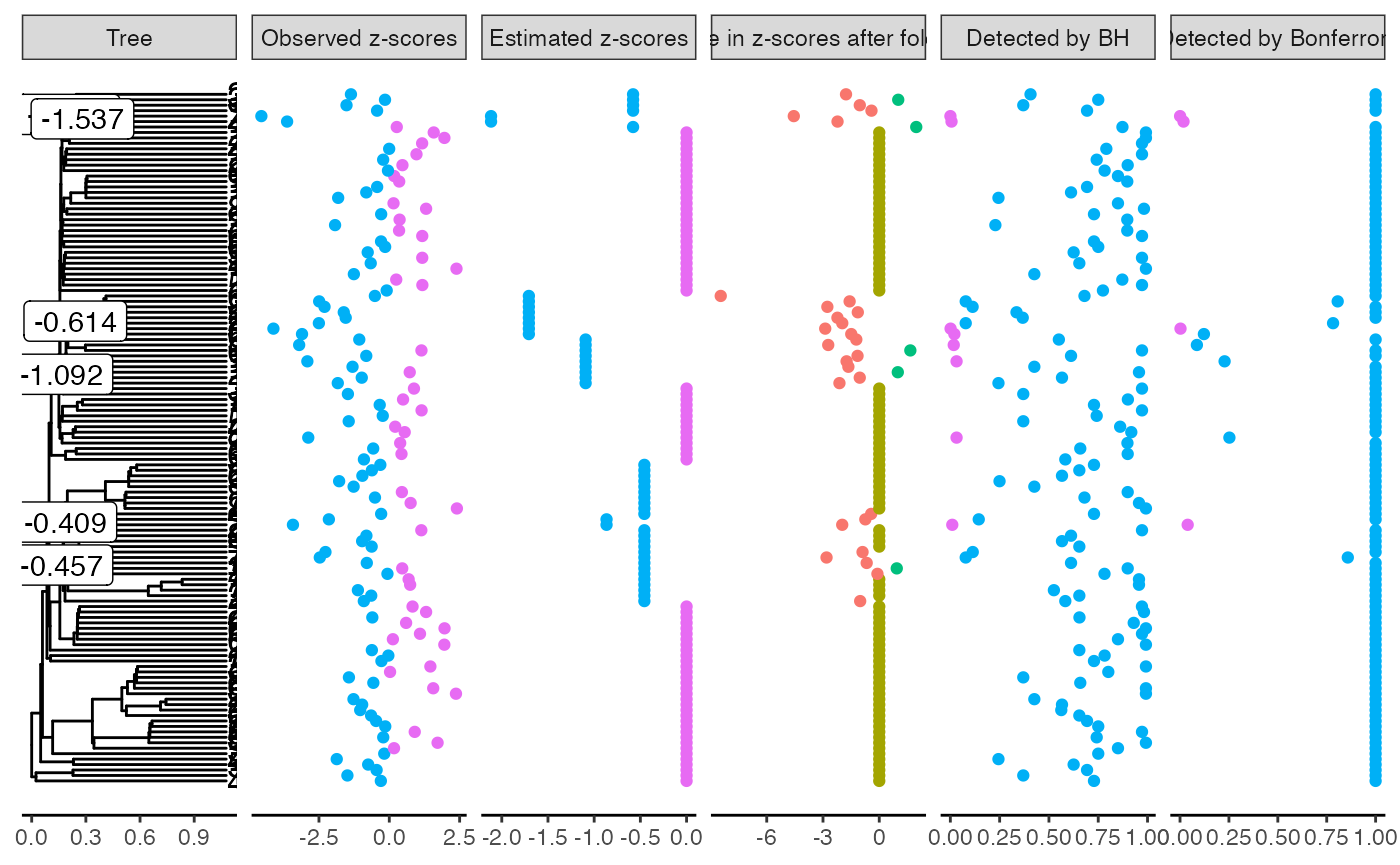 Tree
Observed z-scores
Estimated z-scores
in z-scores after
Detected by BH
Detected by
-1.537
-0.614
-1.092
-0.409
-0.457
0.0 0.3 0.6 0.9
-2.5 0.0 2.5
-2.0 -1.5 -1.0 -0.5 0.0
-6 -3 0
0.00 0.25 0.50 0.75 1.00
0.00 0.25 0.50 0.75 1.00